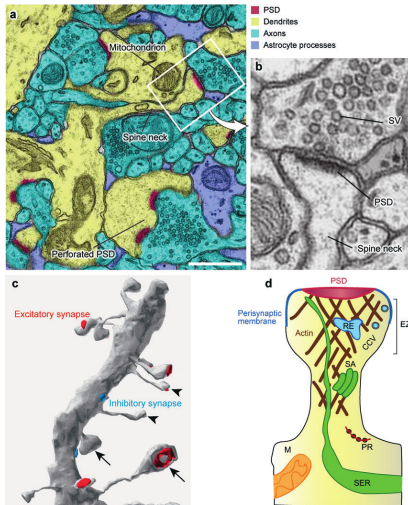 PSD
Dendrites
Axons
Astrocyte processes
a
Mitochondrion
Spine neck
Perforated PSD
b
SV
PSD
Spine neck
c
Excitatory synapse
Inhibitory synapse
d
PSD
Perisynaptic
membrane
Actin
RE
CCV
EZ
SA
PR
M
SER